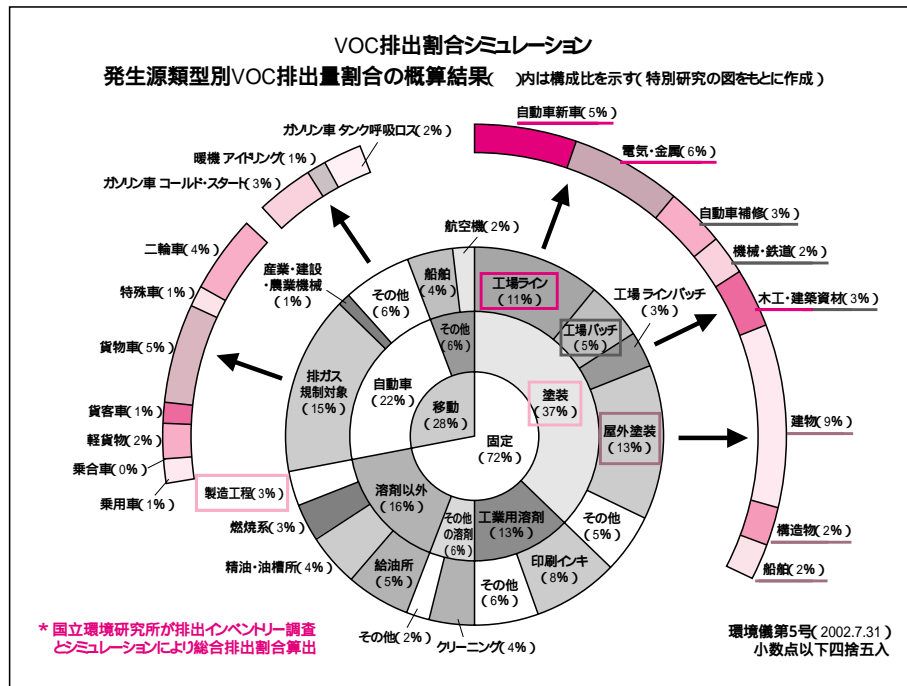 VOC排出割合シミュレーション
発生源類型別VOC排出量割合の概算結果( )内は構成比を示す(特別研究の図をもとに作成)
自動車新車(5%)
電気・金属(6%)
自動車補修(3%)
機械・鉄道(2%)
木工・建築資材(3%)
建物(9%)
構造物(2%)
船舶(2%)
ガソリン車 タンク呼吸ロス(2%)
暖機 アイドリング(1%)
ガソリン車 コールド・スタート(3%)
二輪車(4%)
特殊車(1%)
貨物車(5%)
貨客車(1%)
軽貨物(2%)
乗合車(0%)
乗用車(1%)
航空機(2%)
船舶
(4%)
その他
(6%)
産業・建設
・農業機械
(1%)
その他
(6%)
排ガス
規制対象
15%)
自動車
(22%)
移動
(28%)
固定
(72%)
工場ライン
(11%)
工場バッチ
(5%)
工場 ラインバッチ
(3%)
塗装
(37%)
屋外塗装
(13%)
その他
(5%)
工業用溶剤
(13%)
印刷インキ
(8%)
その他
(6%)
その他
の溶剤
(6%)
クリーニング(4%)
その他(2%)
溶剤以外
(16%)
給油所
(5%)
精油・油槽所(4%)
燃焼系(3%)
製造工程(3%)
*国立環境研究所が排出インベントリー調査
とシミュレーションにより総合排出割合算出
環境儀第5号(2002.7.31)
小数点以下四捨五入